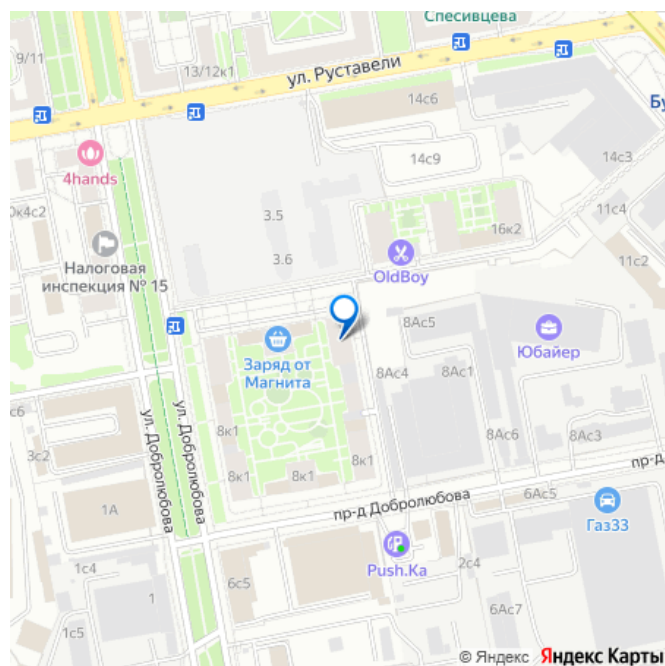 Спесивцева
9/11
13/12к1
ул. Руставели
14с6
Бу
4hands
14с9
14с3
0к4с2
3.5
16к2
11с4
Налоговая
инспекция № 15
3.6
OldBoy
11с2
8Ас5
Юбайер
Заряд от
Магнита
8Ас4
8Ас1
с6
3с2
ул. Добролюбова
ул. Добролюбова
8к1
8к1
8к1
8к1
8Ас6
8Ас3
пр-д
1А
пр-д Добролюбова
6Ас5
Газ33
Push.Ka
1с4
1
6с5
2с4
1с5
6Ас7
© Яндекс Яндекс Карты